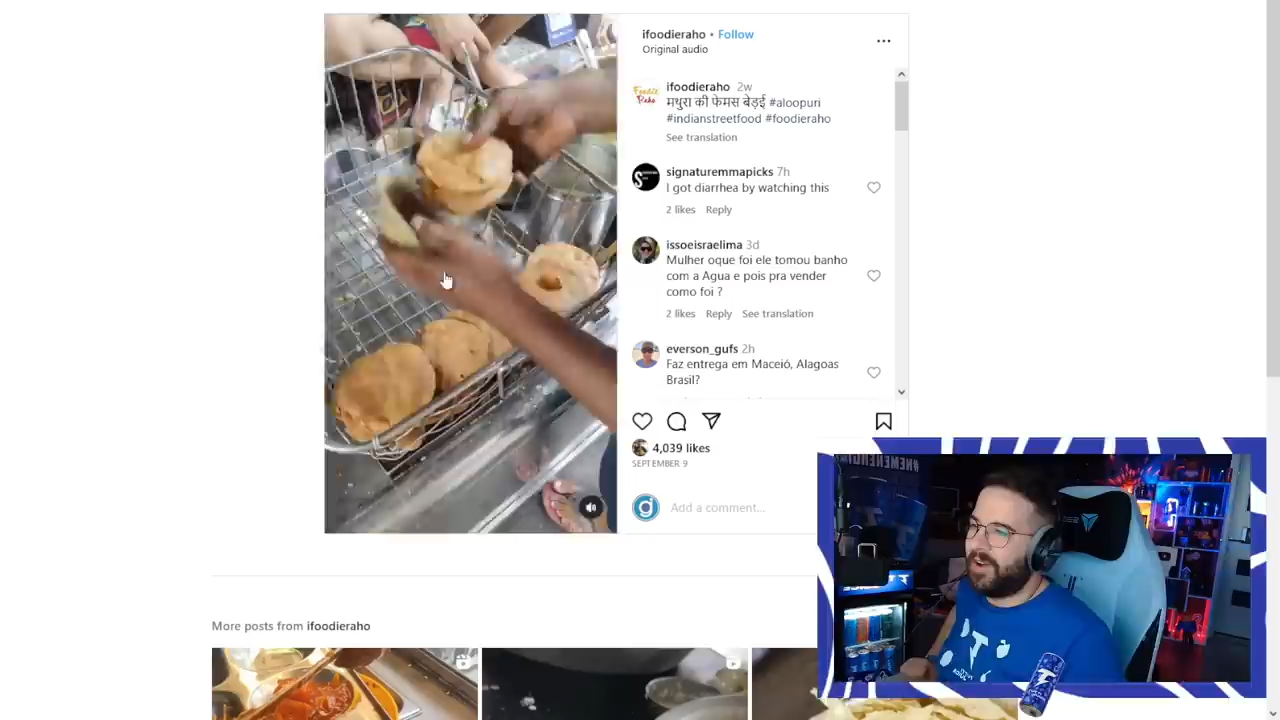 ifoodieraho • Follow
Original audio
Foodie
Raho
ifoodieraho 2w
मथुरा की फेमस बेड़ई #aloopuri
#indianstreetfood #foodieraho
See translation
signaturemmapicks 7h
I got diarrhea by watching this
2 likes Reply
issoeisraelima 3d
Mulher oque foi ele tomou banho
com a Agua e pois pra vender
como foi ?
2 likes Reply See translation
everson_gufs 2h
Faz entrega em Maceió, Alagoas
Brasil?
4,039 likes
SEPTEMBER 9
Add a comment...
More posts from ifoodieraho